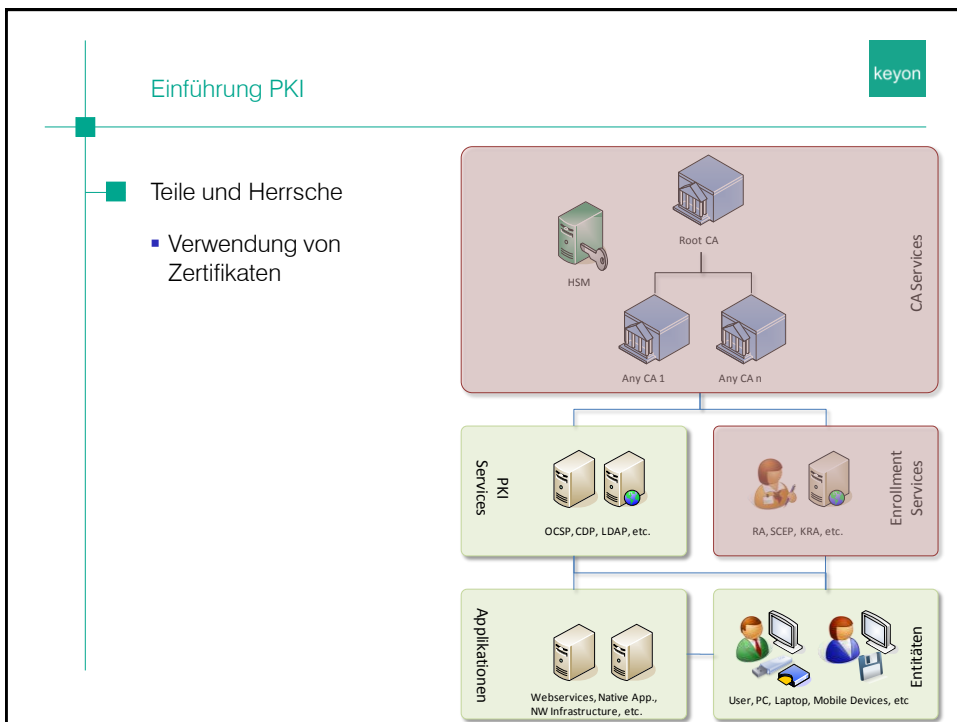 Einführung PKI
keyon
Teile und Herrsche
Verwendung von
Zertifikaten
Root CA
HSM
Any CA 1
Any CA n
CA Services
PKI
Services
OCSP, CDP, LDAP, etc.
RA, SCEP, KRA, etc.
Enrollment
Services
Applikationen
Webservices, Native App.,
NW Infrastructure, etc.
User, PC, Laptop, Mobile Devices, etc
Entitäten